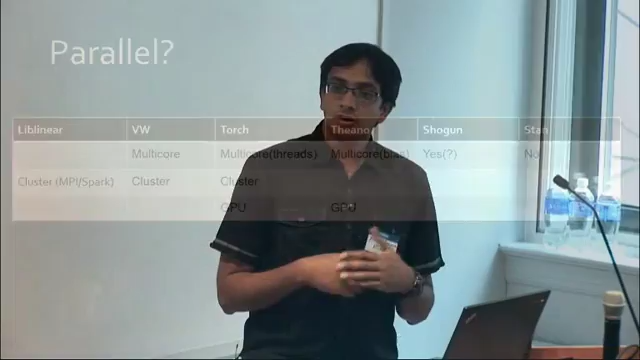 Parallel?
Liblinear VW Torch Theano Shogun Stan
Multicore Multicore(threads) Multicore(blas) Yes(?) No
Cluster (MPI/Spark) Cluster Cluster
GPU GPU